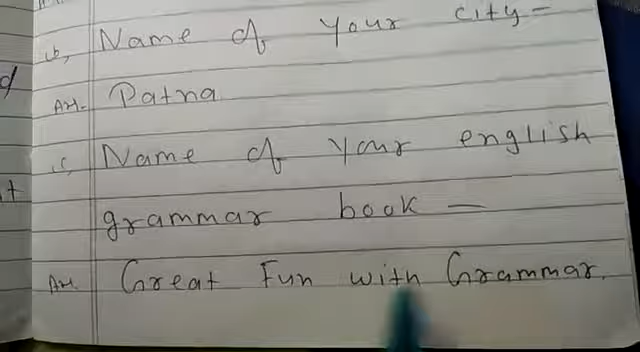 b, Name of your city-
Ans. Patna
c, Name of your english
grammar book —
Ans. Great Fun with Grammar.